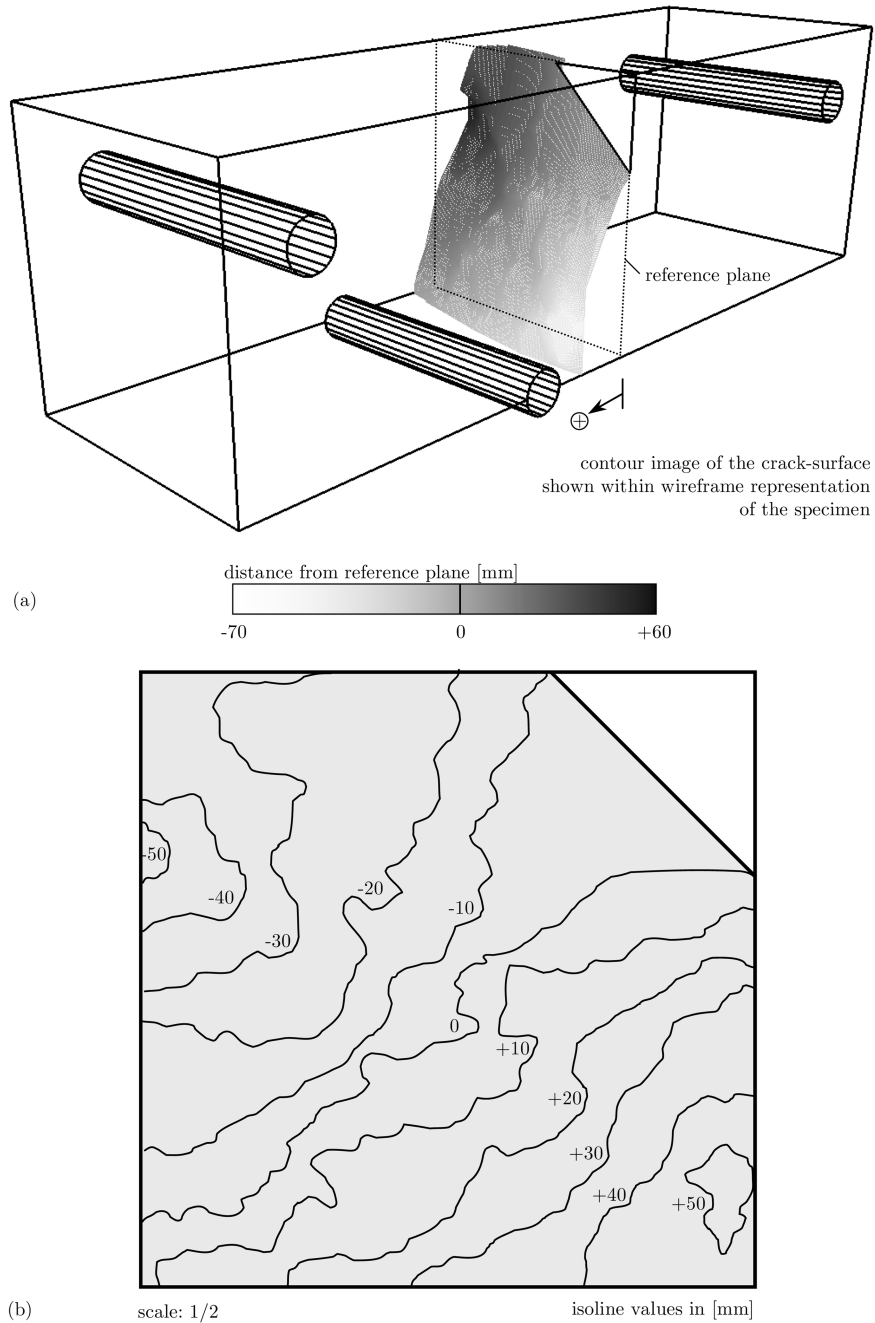 reference plane
⊕
contour image of the crack-surface
shown within wireframe representation
of the specimen
distance from reference plane [mm]
(a)
-70
0
+60
-50
-40
-20
-10
-30
0
+10
+20
+30
+40
+50
(b)
scale: 1/2
isoline values in [mm]